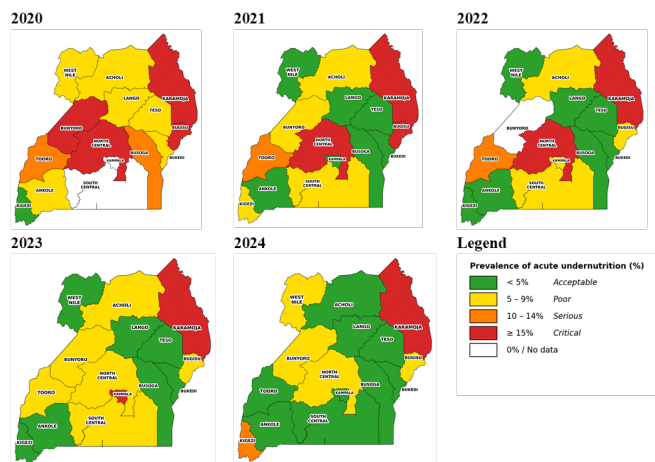 2020
WEST
NILE
ACHOLI
KARAMOJA
LANGO
TESO
BUNYORO
BUGISU
NORTH
CENTRAL
BUSOGA
BUKEDI
TOORO
KAMPALA
SOUTH
CENTRAL
ANKOLE
KIGEZI
2021
WEST
NILE
ACHOLI
KARAMOJA
LANGO
TESO
BUNYORO
BUGISU
NORTH
CENTRAL
BUSOGA
BUKEDI
TOORO
KAMPALA
SOUTH
CENTRAL
ANKOLE
KIGEZI
2022
WEST
NILE
ACHOLI
KARAMOJA
LANGO
TESO
BUNYORO
BUGISU
NORTH
CENTRAL
BUSOGA
BUKEDI
TOORO
KAMPALA
SOUTH
CENTRAL
ANKOLE
KIGEZI
2023
WEST
NILE
ACHOLI
KARAMOJA
LANGO
TESO
BUNYORO
BUGISU
NORTH
CENTRAL
BUSOGA
BUKEDI
TOORO
KAMPALA
SOUTH
CENTRAL
ANKOLE
KIGEZI
2024
WEST
NILE
ACHOLI
KARAMOJA
LANGO
TESO
BUNYORO
BUGISU
NORTH
CENTRAL
BUSOGA
BUKEDI
TOORO
KAMPALA
SOUTH
CENTRAL
ANKOLE
KIGEZI
Legend
Prevalence of acute undernutrition (%)
< 5% Acceptable
5 – 9% Poor
10 – 14% Serious
≥ 15% Critical
0% / No data